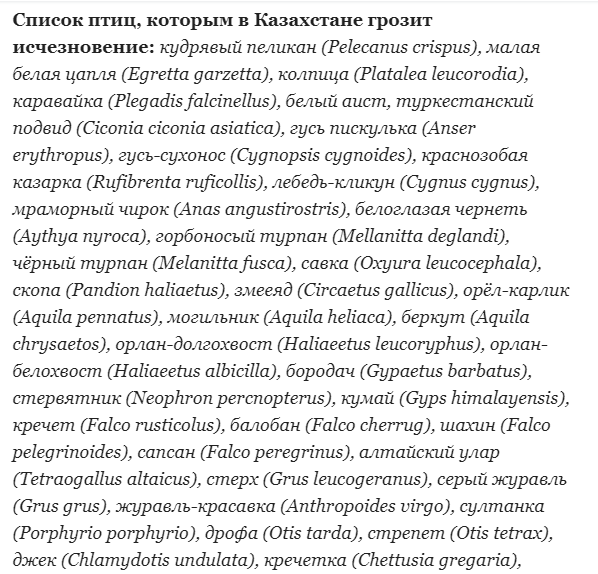 Список птиц, которым в Казахстане грозит
исчезновение: кудрявый пеликан (Pelecanus crispus), малая
белая цапля (Egretta garzetta), колпица (Platalea leucorodia),
каравайка (Plegadis falcinellus), белый аист, туркестанский
подвид (Ciconia ciconia asiatica), гусь пискулька (Anser
erythropus), гусь-сухонос (Cygnopsis cygnoides), краснозобая
казарка (Rufibrenta ruficollis), лебедь-кликун (Cygnus cygnus),
мраморный чирок (Anas angustirostris), белоглазая чернеть
(Aythya nyroca), горбоносый турпан (Mellanitta deglandi),
чёрный турпан (Melanitta fusca), савка (Oxyura leucocephala),
скопа (Pandion haliaetus), змееяд (Circaetus gallicus), орёл-карлик
(Aquila pennatus), могильник (Aquila heliaca), беркут (Aquila
chrysaetos), орлан-долгохвост (Haliaeetus leucoryphus), орлан-
белохвост (Haliaeetus albicilla), бородач (Gypaetus barbatus),
стервятник (Neophron percnopterus), кумай (Gyps himalayensis),
кречет (Falco rusticolus), балобан (Falco cherrug), шахин (Falco
pelegrinoides), сапсан (Falco peregrinus), алтайский улар
(Tetraogallus altaicus), стерх (Grus leucogeranus), серый журавль
(Grus grus), журавль-красавка (Anthropoides virgo), султанка
(Porphyrio porphyrio), дрофа (Otis tarda), стрепет (Otis tetrax),
джек (Chlamydotis undulata), кречетка (Chettusia gregaria),